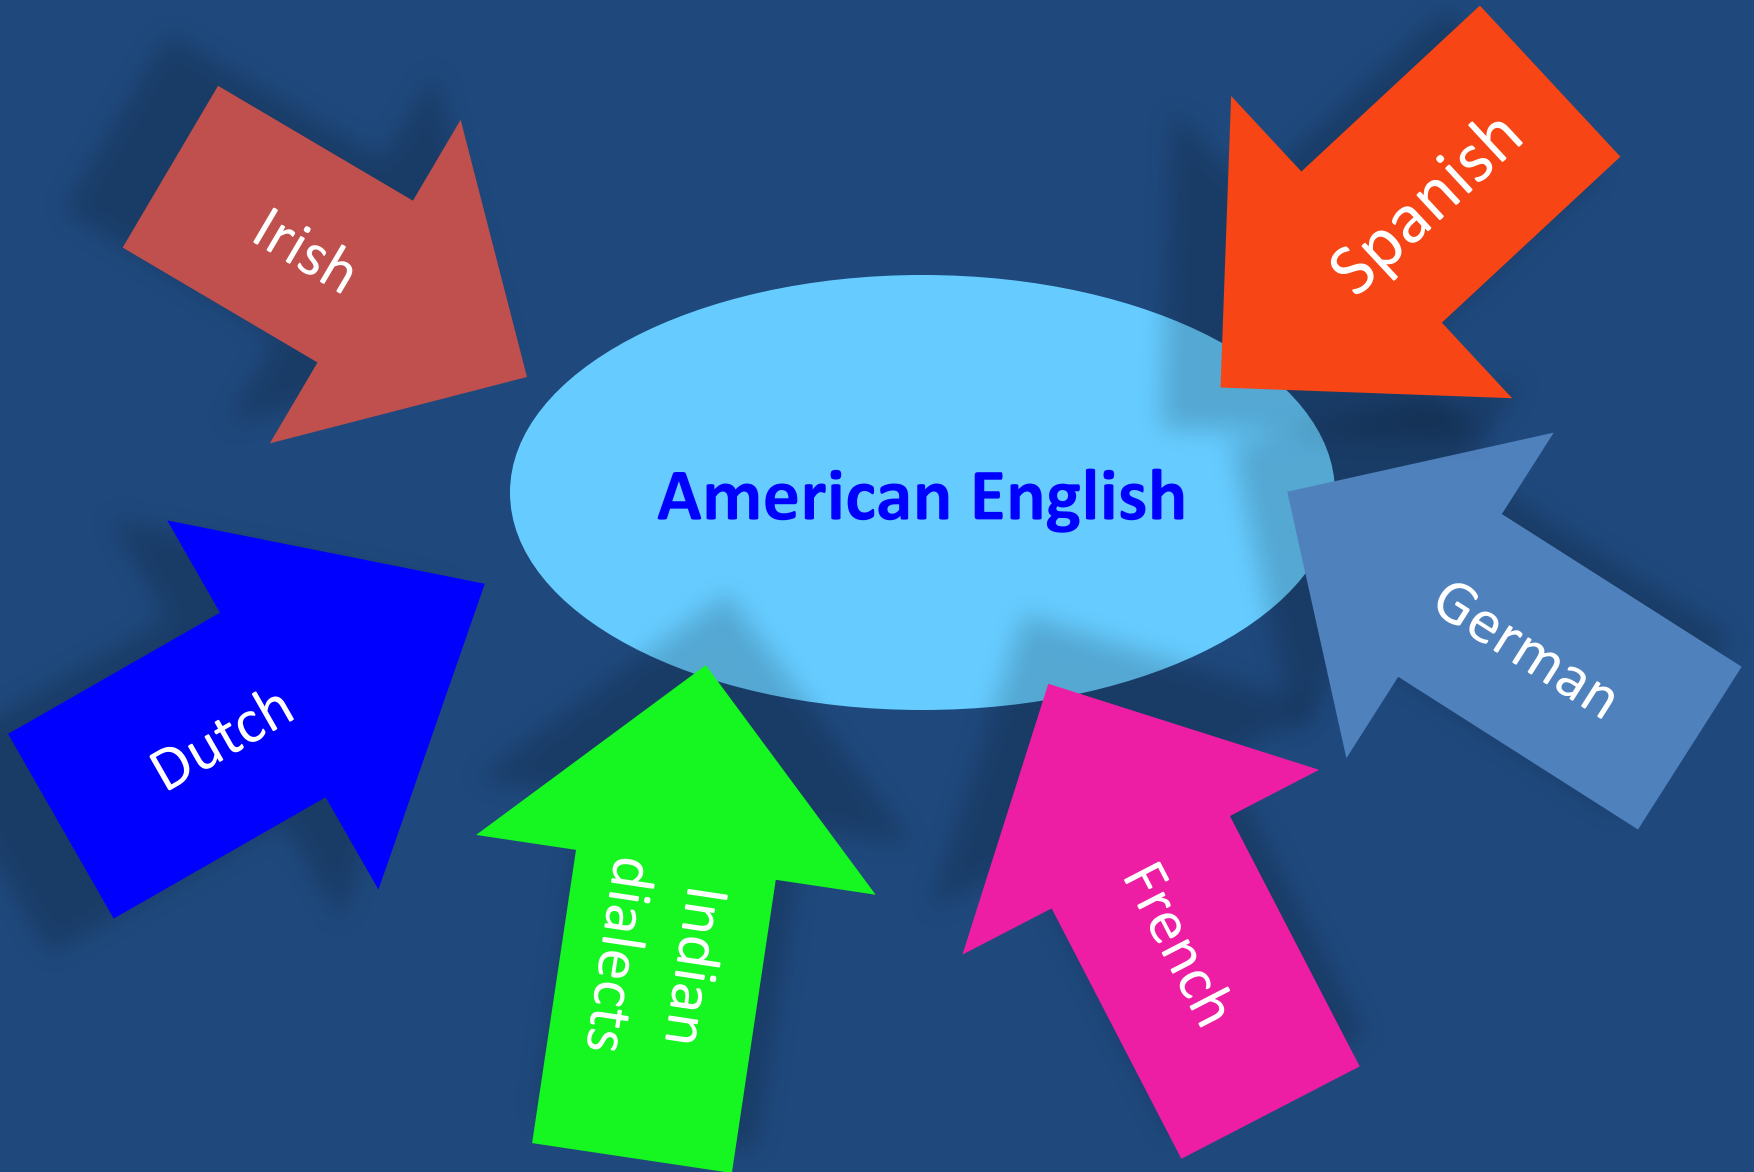 Irish
Spanish
American English
German
Dutch
Indian
dialects
French